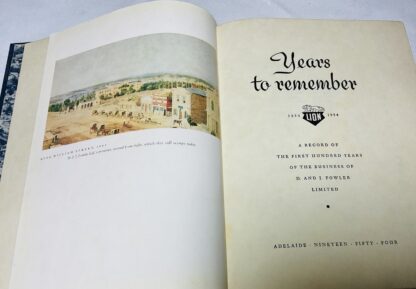 KING WILLIAM STREET, 1865
Years
to remember
1854 LION 1954
A RECORD OF
THE FIRST HUNDRED YEARS
OF THE BUSINESS OF
D. AND J. FOWLER
LIMITED
ADELAIDE · NINETEEN · FIFTY - FOUR